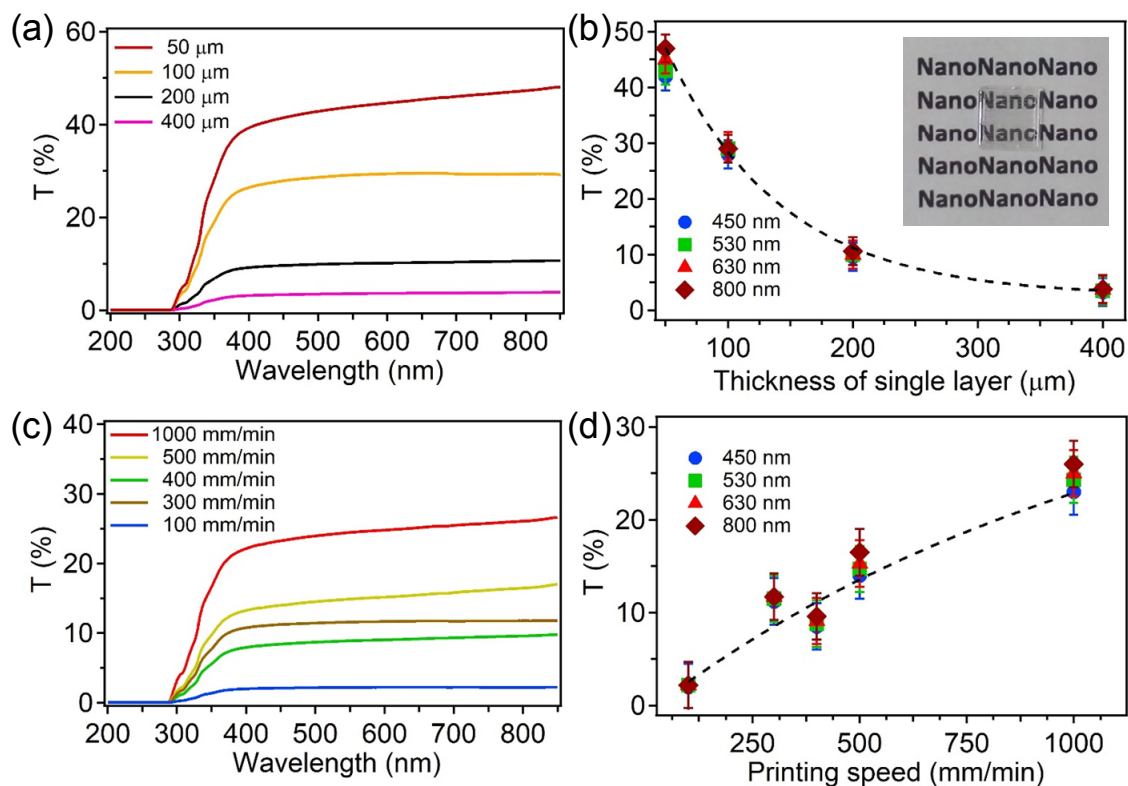 (a)
60
40
20
0
T (%)
50 μm
100 μm
200 μm
400 μm
200 300 400 500 600 700 800
Wavelength (nm)
(b)
50
40
30
20
10
0
T (%)
NanoNanoNano
NanoNanoNano
NanoNanoNano
NanoNanoNano
NanoNanoNano
450 nm
530 nm
630 nm
800 nm
100 200 300 400
Thickness of single layer (μm)
(c)
40
30
20
10
0
T (%)
1000 mm/min
500 mm/min
400 mm/min
300 mm/min
100 mm/min
200 300 400 500 600 700 800
Wavelength (nm)
(d)
30
20
10
0
T (%)
450 nm
530 nm
630 nm
800 nm
250 500 750 1000
Printing speed (mm/min)